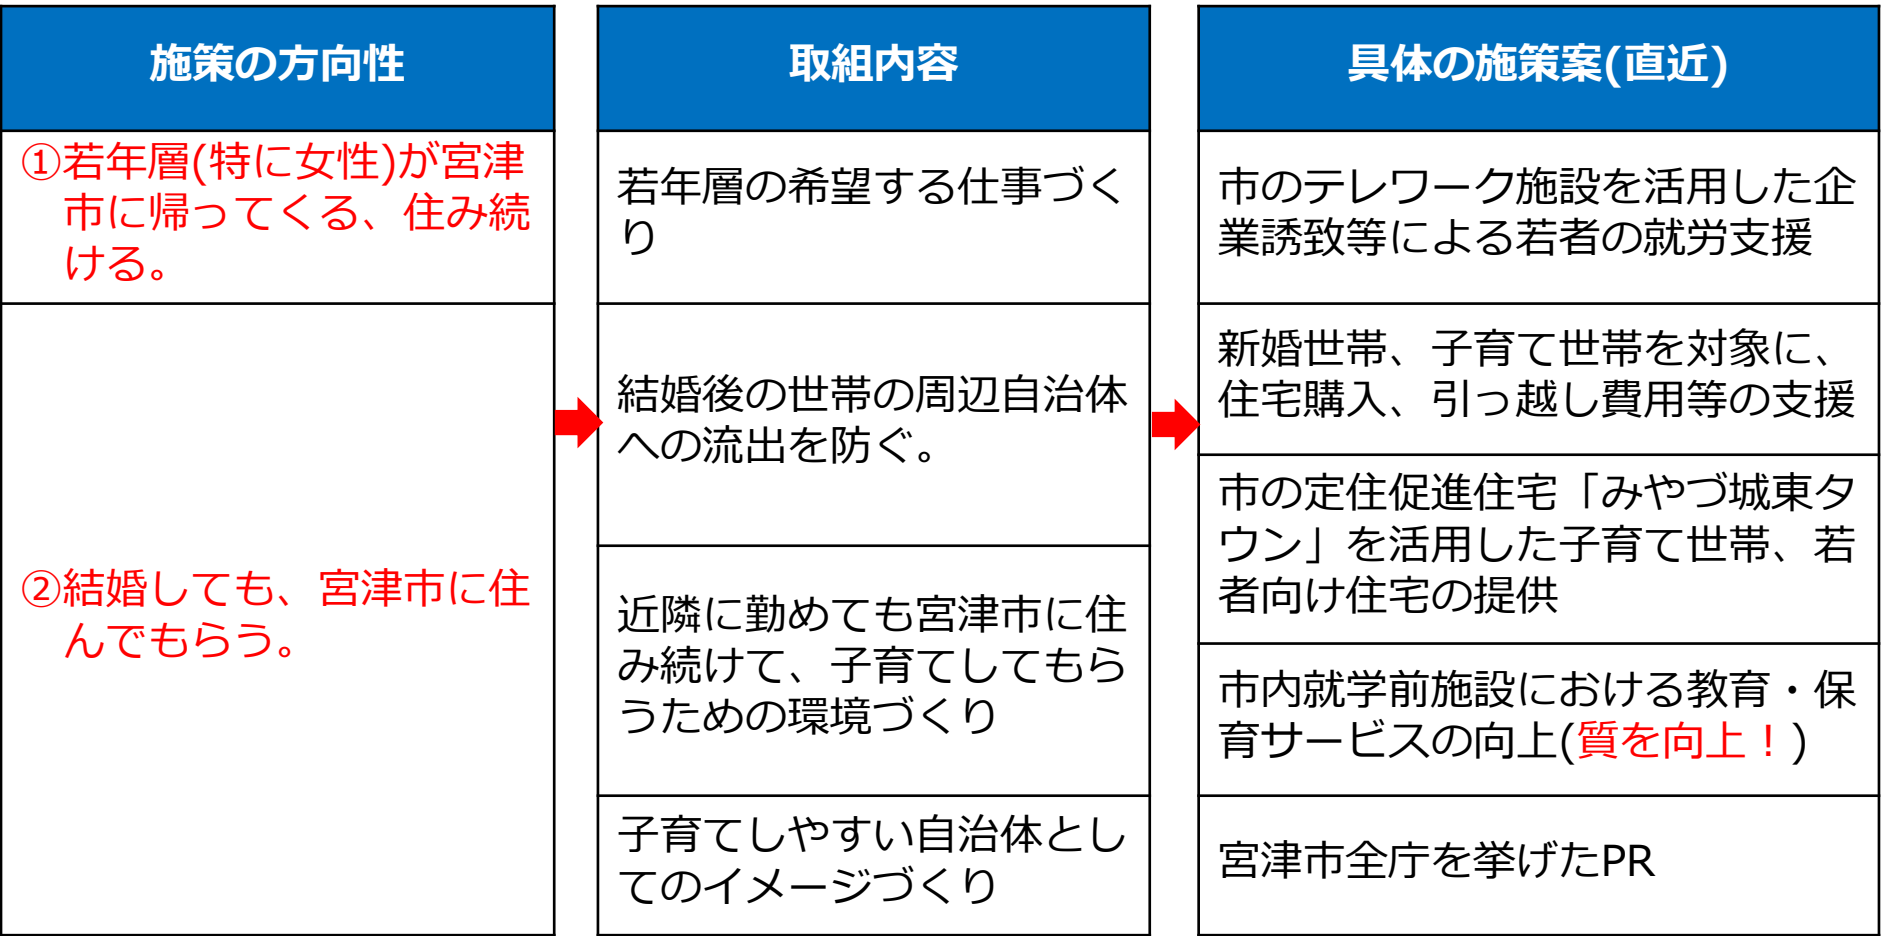 施策の方向性
①若年層(特に女性)が宮津
市に帰ってくる、住み続
ける。
②結婚しても、宮津市に住
んでもらう。
取組内容
若年層の希望する仕事づく
り
結婚後の世帯の周辺自治体
への流出を防ぐ。
近隣に勤めても宮津市に住
み続けて、子育てしてもら
うための環境づくり
子育てしやすい自治体とし
てのイメージづくり
具体の施策案(直近)
市のテレワーク施設を活用した企
業誘致等による若者の就労支援
新婚世帯、子育て世帯を対象に、
住宅購入、引っ越し費用等の支援
市の定住促進住宅「みやづ城東タ
ウン」を活用した子育て世帯、若
者向け住宅の提供
市内就学前施設における教育・保
育サービスの向上(質を向上！)
宮津市全庁を挙げたPR